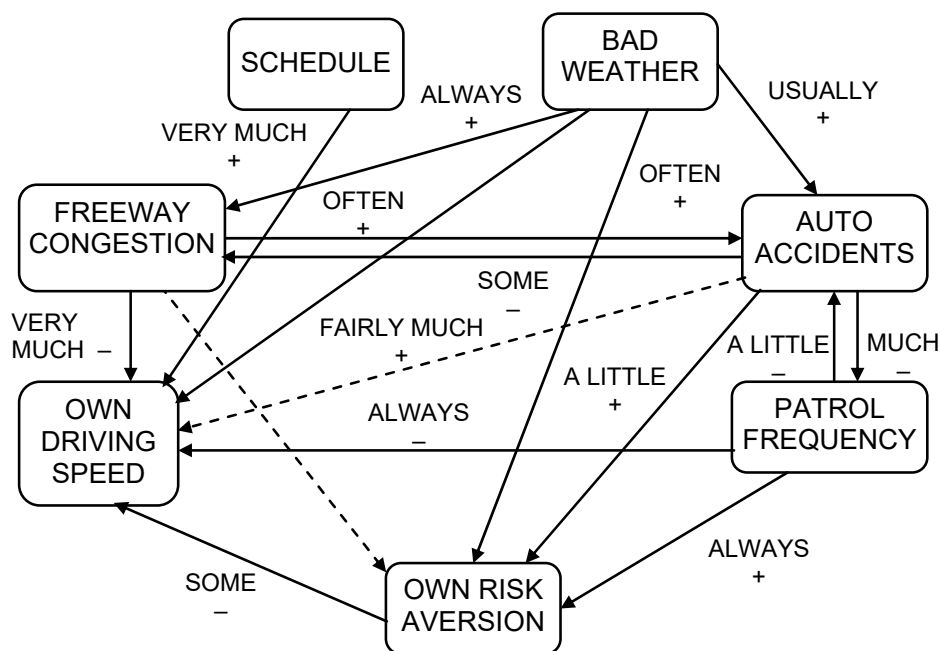 SCHEDULE
BAD
WEATHER
ALWAYS
+
USUALLY
+
VERY MUCH
+
FREEWAY
CONGESTION
OFTEN
+
OFTEN
+
AUTO
ACCIDENTS
SOME
–
VERY
MUCH –
FAIRLY MUCH
+
A LITTLE
+
A LITTLE
–
MUCH
–
OWN
DRIVING
SPEED
ALWAYS
–
PATROL
FREQUENCY
SOME
–
OWN RISK
AVERSION
ALWAYS
+